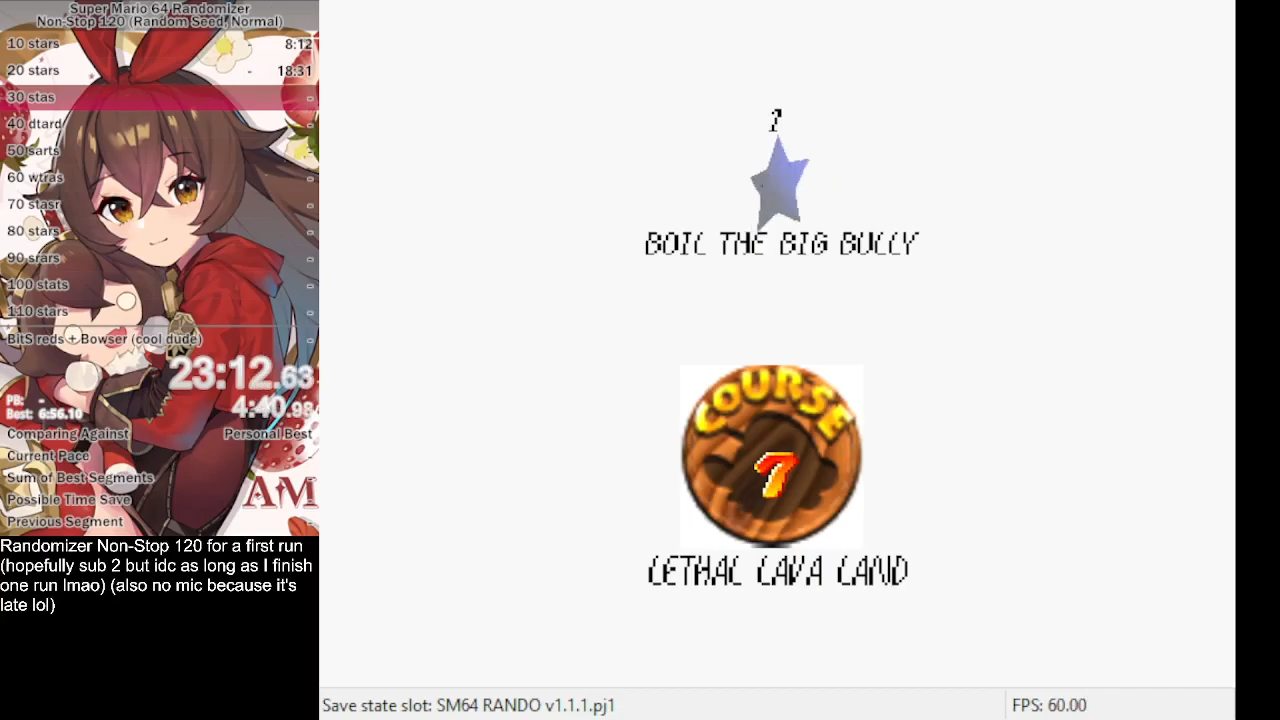 Super Mario 64 Randomizer
Non-Stop 120 (Random Seed, Normal)
10 stars - 8:12
20 stars - 18:31
30 stas -
40 dtard -
50 sarts -
60 wtras -
70 stasr -
80 stars -
90 srars -
100 stats -
110 stars -
BitS reds + Bowser (cool dude) -
23:12.63
PB: -
Best: 6:56.10
4:40.98
Comparing Against Personal Best
Current Pace -
Sum of Best Segments -
Possible Time Save -
Previous Segment -
AM
Randomizer Non-Stop 120 for a first run
(hopefully sub 2 but idc as long as I finish
one run lmao) (also no mic because it's
late lol)
1
BOIL THE BIG BULLY
COURSE
7
LETHAL LAVA LAND
Save state slot: SM64 RANDO v1.1.1.pj1
FPS: 60.00